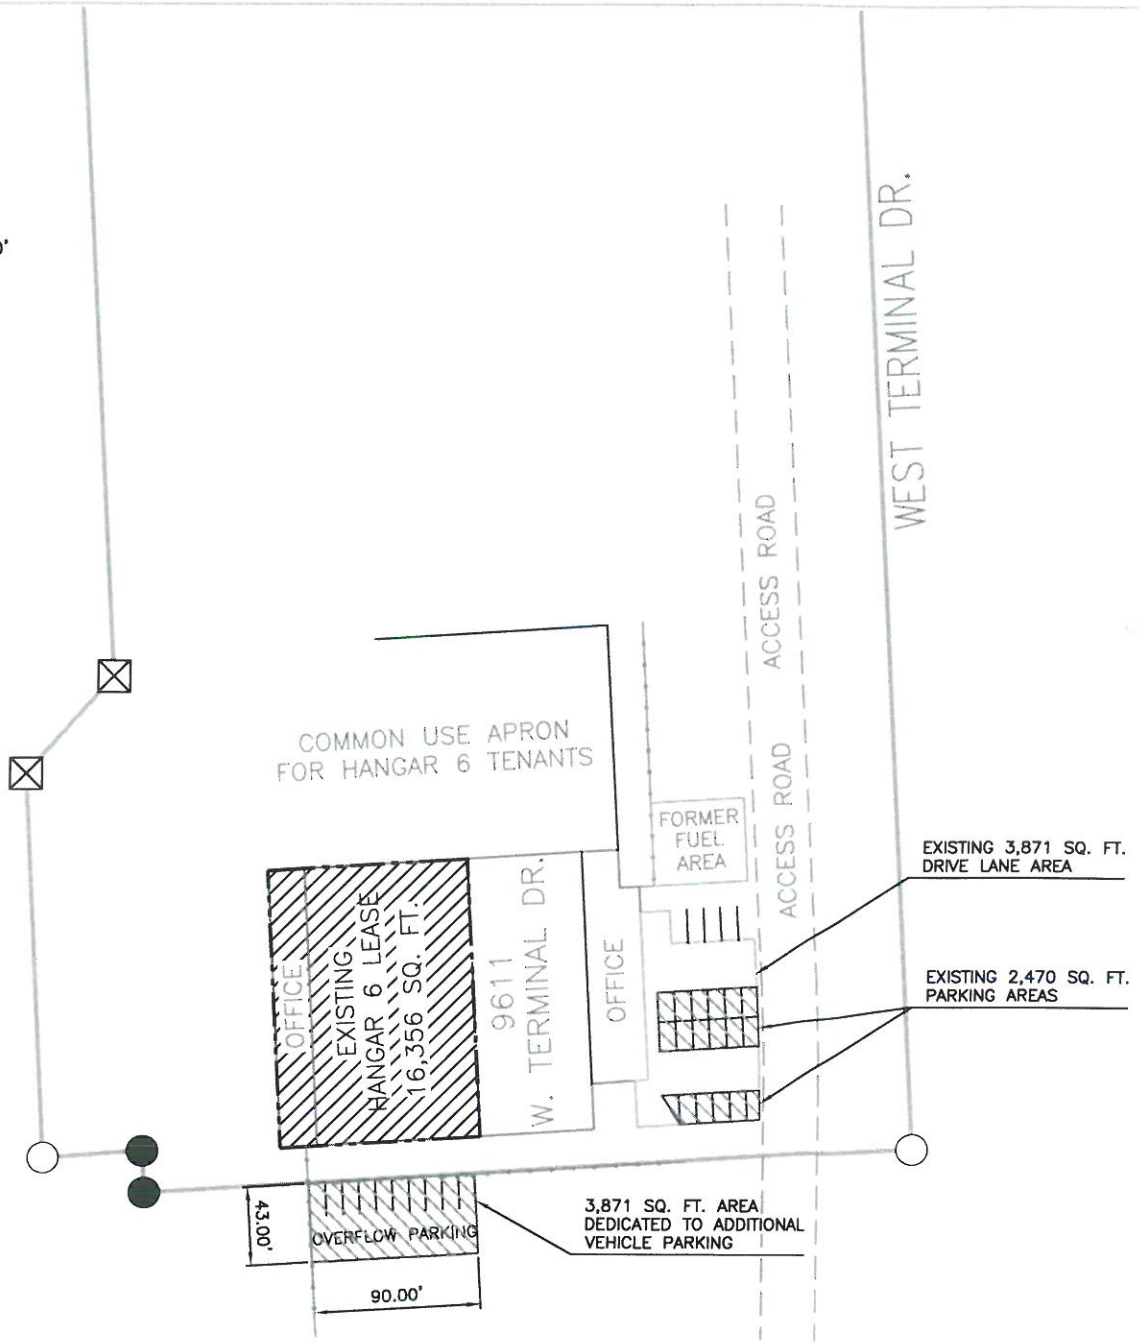 WEST TERMINAL DR.
ACCESS ROAD
COMMON USE APRON
FOR HANGAR 6 TENANTS
ACCESS ROAD
FORMER
FUEL
AREA
EXISTING 3,871 SQ. FT.
DRIVE LANE AREA
OFFICE
EXISTING
HANGAR 6 LEASE
16,356 SQ. FT.
9611
W. TERMINAL DR.
OFFICE
EXISTING 2,470 SQ. FT.
PARKING AREAS
43.00'
OVERFLOW PARKING
3,871 SQ. FT. AREA
DEDICATED TO ADDITIONAL
VEHICLE PARKING
90.00'